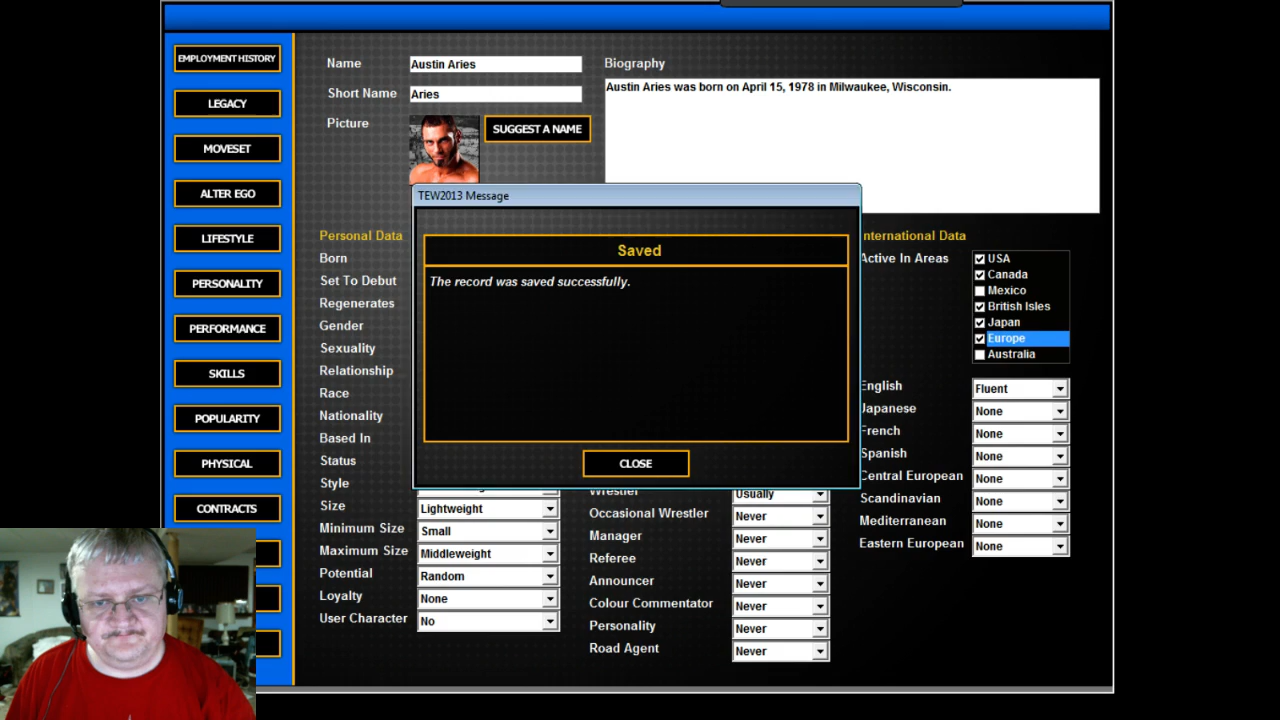 EMPLOYMENT HISTORY
LEGACY
MOVESET
ALTER EGO
LIFESTYLE
PERSONALITY
PERFORMANCE
SKILLS
POPULARITY
PHYSICAL
CONTRACTS
Name Austin Aries
Short Name Aries
Picture
SUGGEST A NAME
Biography
Austin Aries was born on April 15, 1978 in Milwaukee, Wisconsin.
TEW2013 Message
Saved
The record was saved successfully.
CLOSE
Personal Data
Born
Set To Debut
Regenerates
Gender
Sexuality
Relationship
Race
Nationality
Based In
Status
Style
Size Lightweight
Minimum Size Small
Maximum Size Middleweight
Potential Random
Loyalty None
User Character No
Wrestler Usually
Occasional Wrestler Never
Manager Never
Referee Never
Announcer Never
Colour Commentator Never
Personality Never
Road Agent Never
International Data
Active In Areas
USA
Canada
Mexico
British Isles
Japan
Europe
Australia
English Fluent
Japanese None
French None
Spanish None
Central European None
Scandinavian None
Mediterranean None
Eastern European None